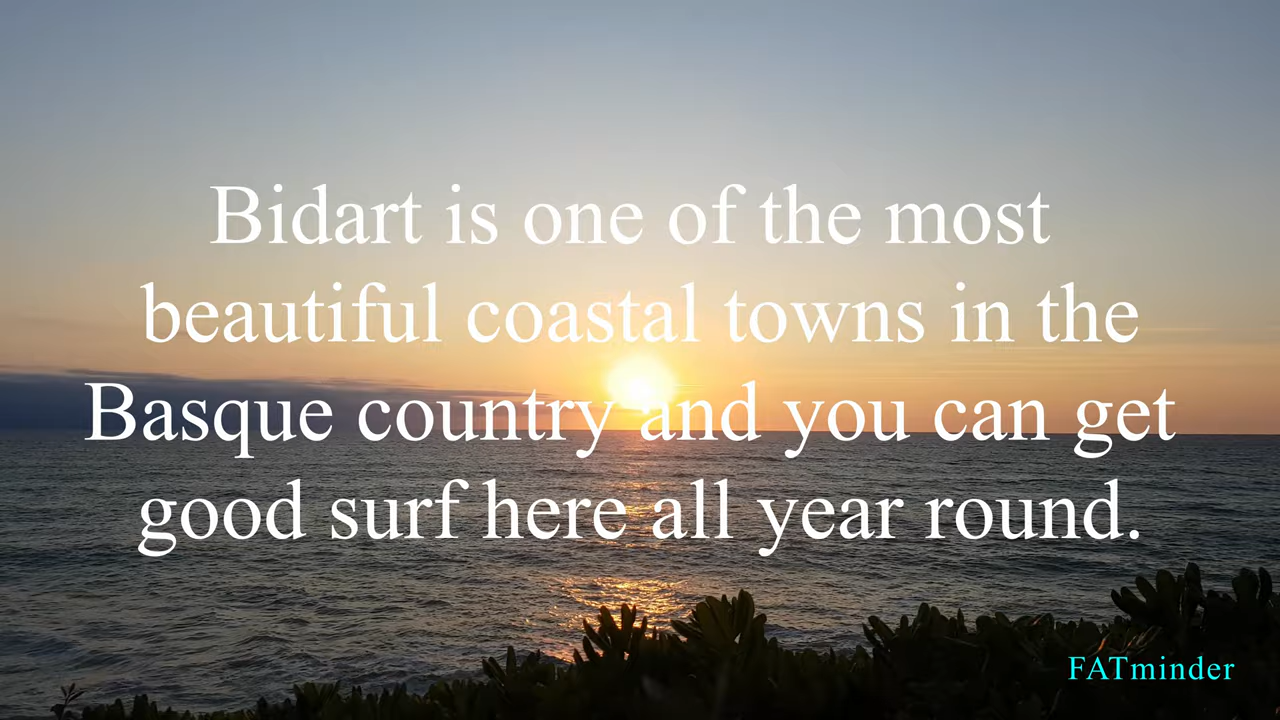 Bidart is one of the most
beautiful coastal towns in the
Basque country and you can get
good surf here all year round.
FATminder